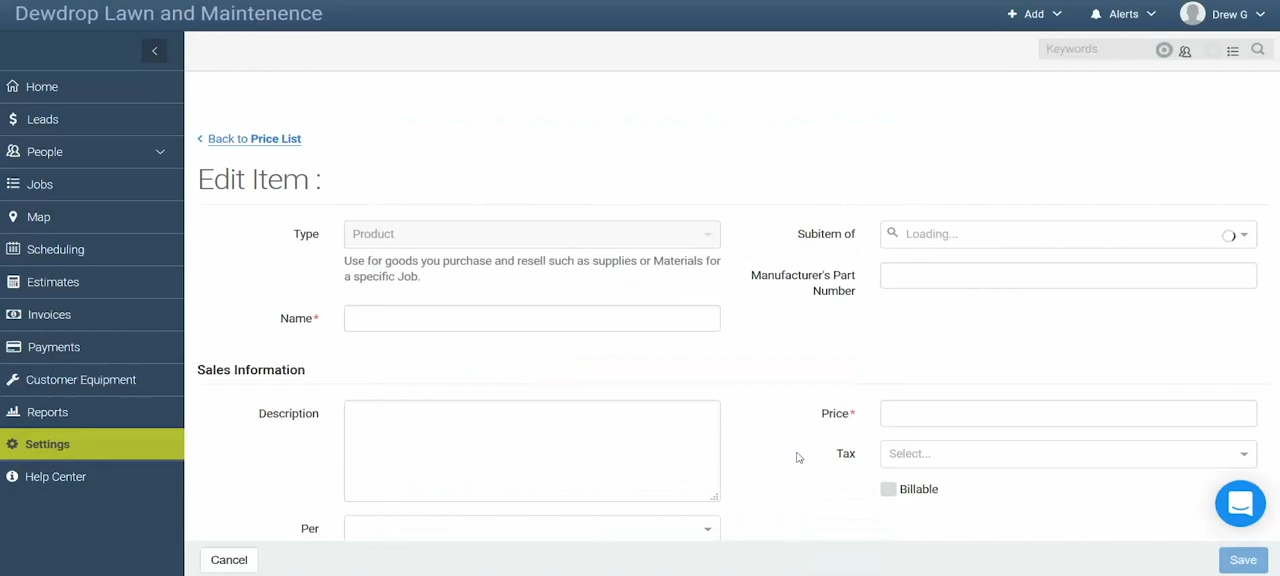 Dewdrop Lawn and Maintenence
Add
Alerts
Drew G
Keywords
Home
Leads
People
Jobs
Map
Scheduling
Estimates
Invoices
Payments
Customer Equipment
Reports
Settings
Help Center
Back to Price List
Edit Item :
Type
Product
Use for goods you purchase and resell such as supplies or Materials for
a specific Job.
Name*
Subitem of
Loading...
Manufacturer's Part
Number
Sales Information
Description
Price*
Tax
Select...
Billable
Per
Cancel
Save